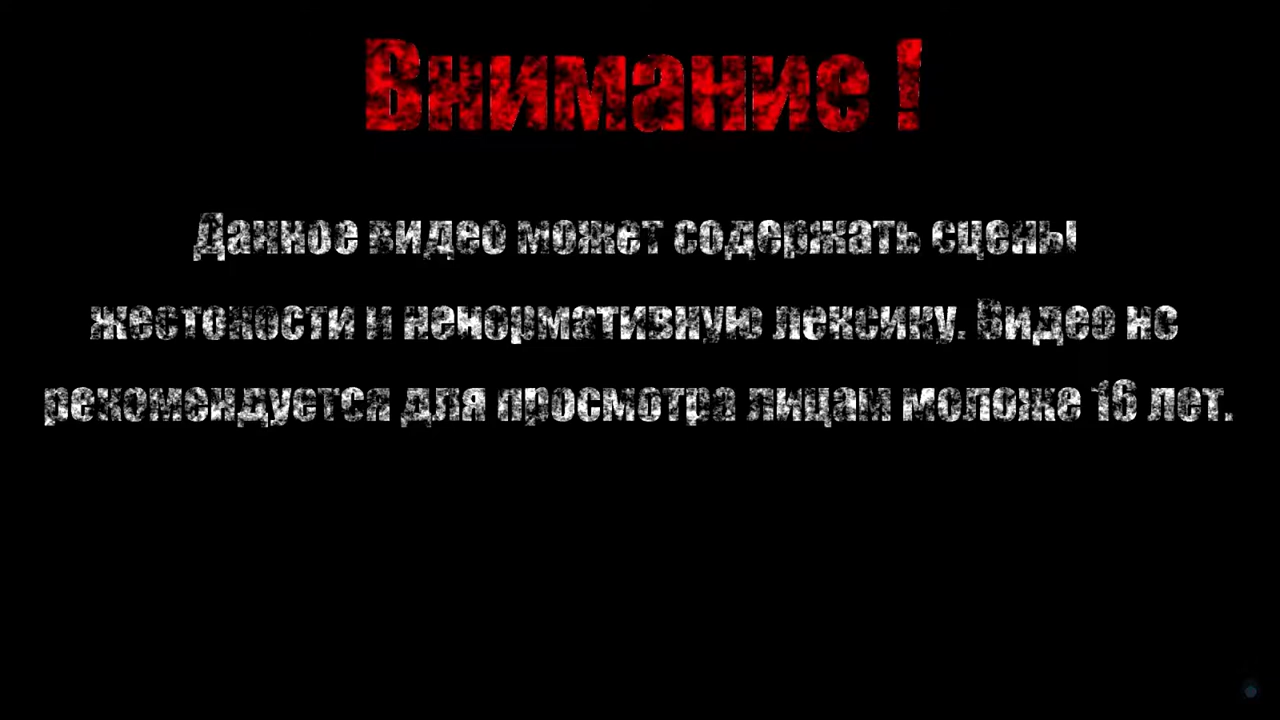 Внимание !
Данное видео может содержать сцены
жестокости и ненормативную лексику. Видео не
рекомендуется для просмотра лицам моложе 16 лет.